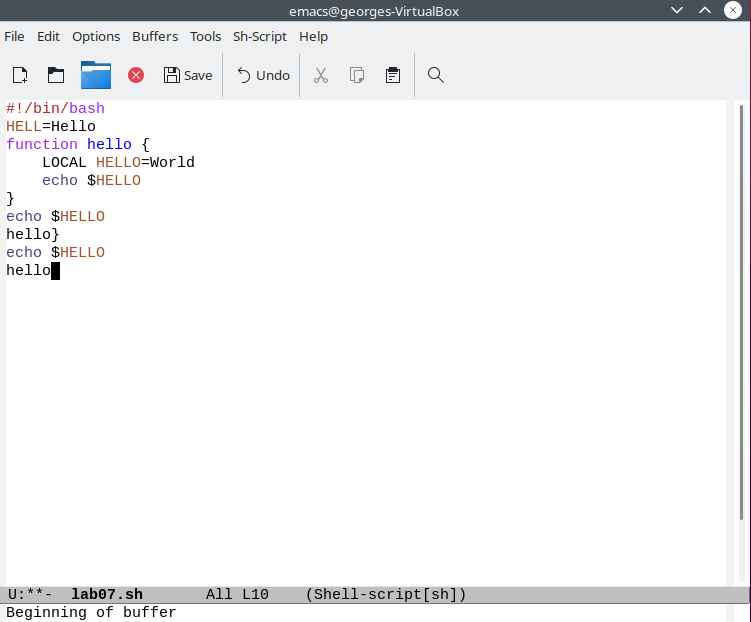 emacs@georges-VirtualBox
File Edit Options Buffers Tools Sh-Script Help
Save Undo
#!/bin/bash
HELL=Hello
function hello {
    LOCAL HELLO=World
    echo $HELLO
}
echo $HELLO
hello}
echo $HELLO
hello
U:**-  lab07.sh       All L10    (Shell-script[sh])
Beginning of buffer